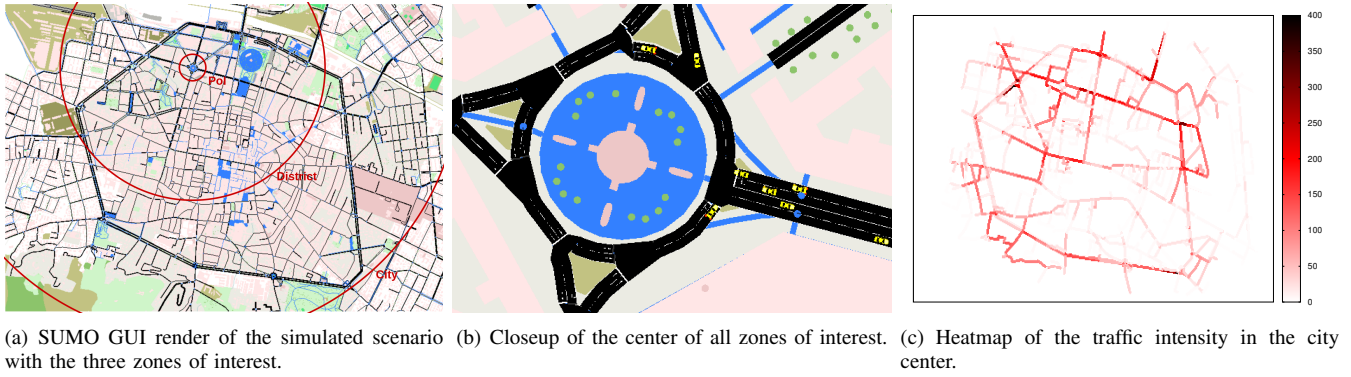 PoI
District
City
400
350
300
250
200
150
100
50
0
(a) SUMO GUI render of the simulated scenario
with the three zones of interest.
(b) Closeup of the center of all zones of interest.
(c) Heatmap of the traffic intensity in the city
center.